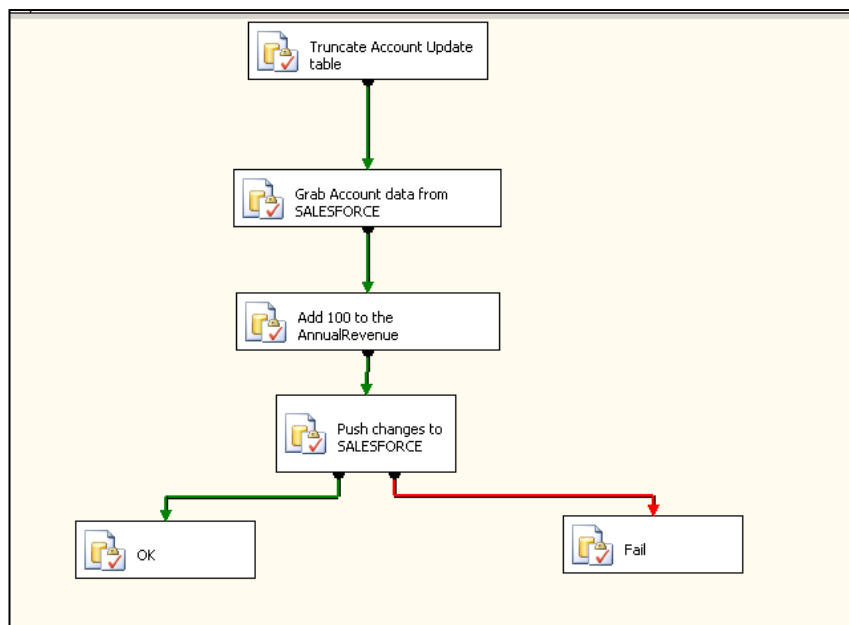 Truncate Account Update
table
Grab Account data from
SALESFORCE
Add 100 to the
AnnualRevenue
Push changes to
SALESFORCE
OK
Fail